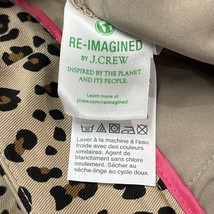 RE-IMAGINED
BY J.CREW
INSPIRED BY THE PLANET
AND ITS PEOPLE.
Learn more at
jcrew.com/reimagined
Laver à la machine à l'eau
froide avec des couleurs
similaires. Agent de
blanchiment sans chlore
seulement. Séchage au
sèche-linge au cycle doux